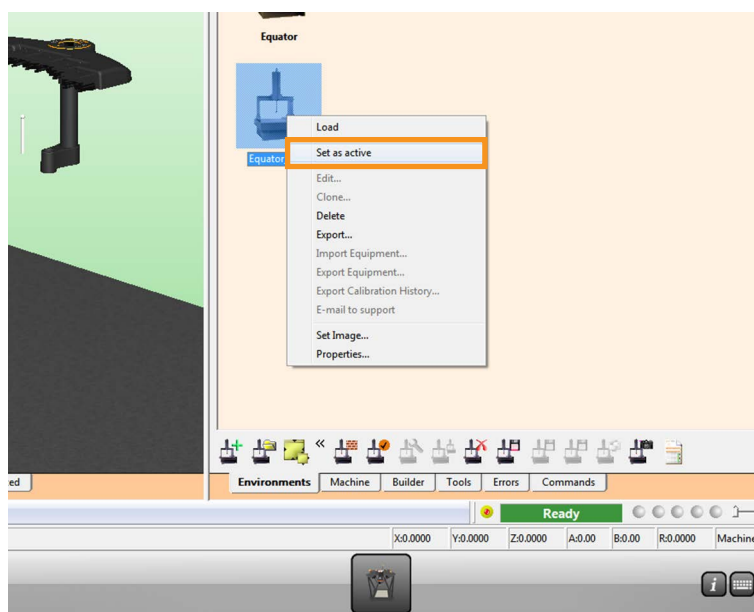 Equator
Equator
Load
Set as active
Edit...
Clone...
Delete
Export...
Import Equipment...
Export Equipment...
Export Calibration History...
E-mail to support
Set Image...
Properties...
Environments
Machine
Builder
Tools
Errors
Commands
Ready
X:0.0000
Y:0.0000
Z:0.0000
A:0.00
B:0.00
R:0.0000
Machine